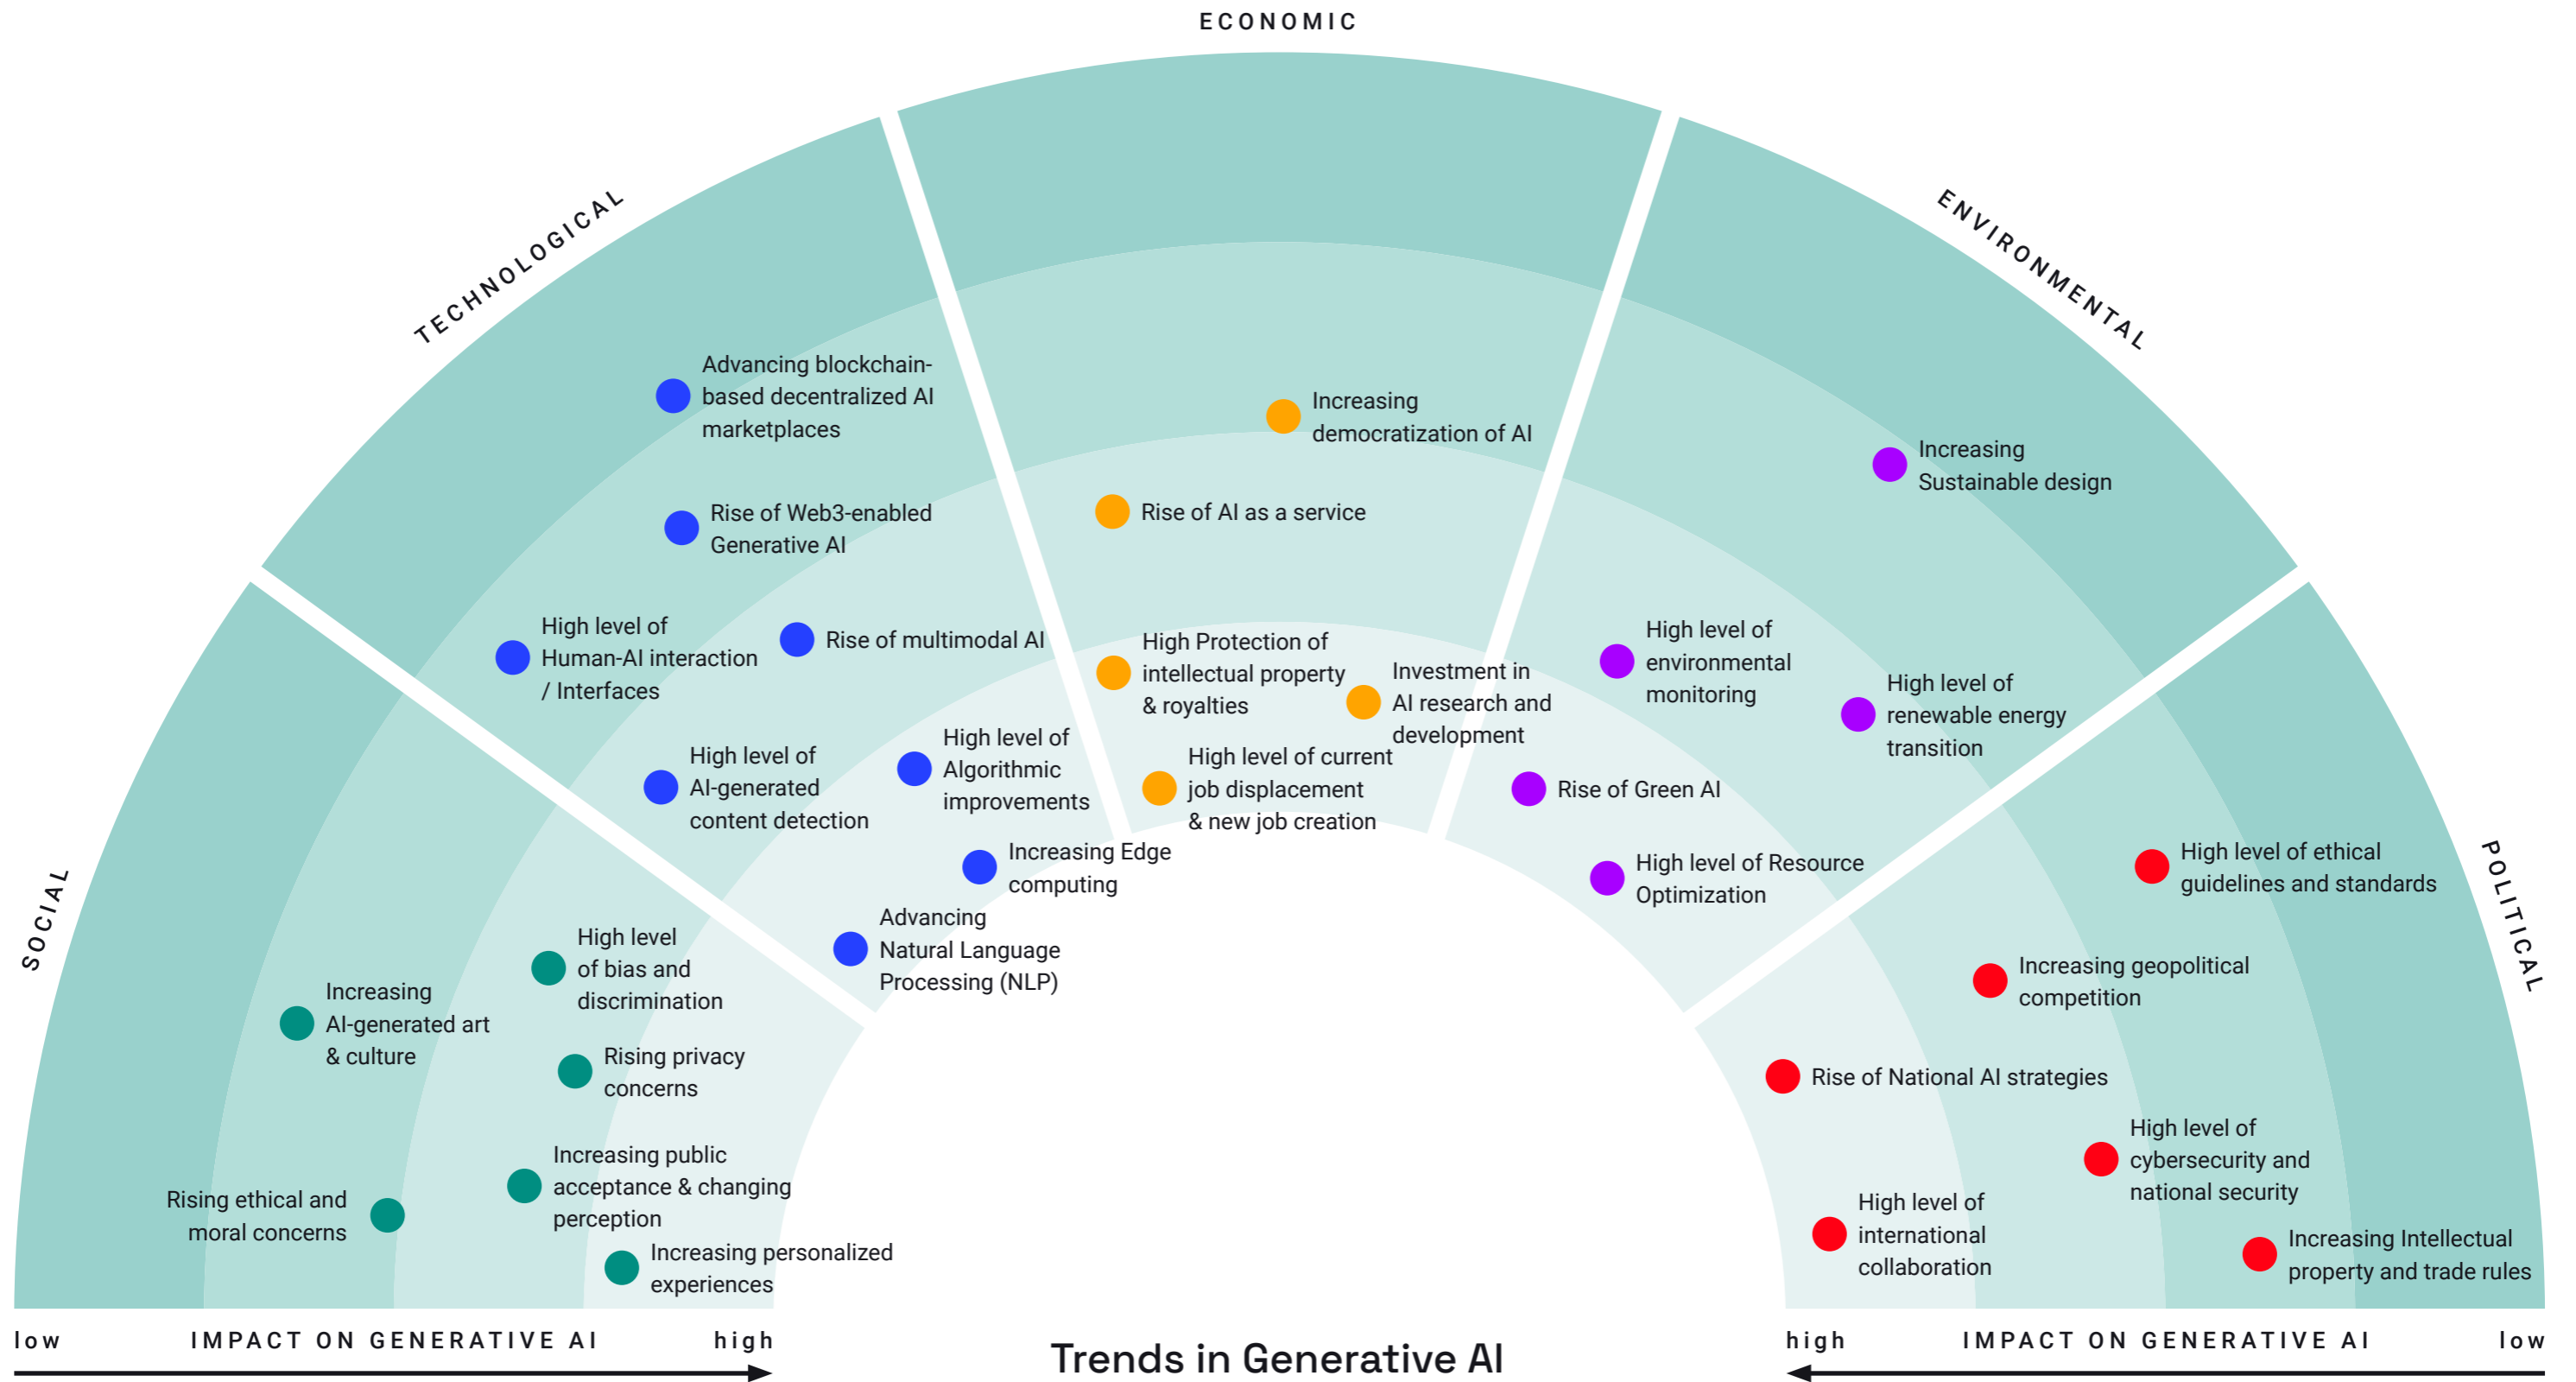 ECONOMIC
TECHNOLOGICAL
ENVIRONMENTAL
SOCIAL
POLITICAL
Advancing blockchain-
based decentralized AI
marketplaces
Rise of Web3-enabled
Generative AI
High level of
Human-AI interaction
/ Interfaces
Rise of multimodal AI
High level of
AI-generated
content detection
High level of
Algorithmic
improvements
Increasing Edge
computing
Advancing
Natural Language
Processing (NLP)
Increasing
democratization of AI
Rise of AI as a service
High Protection of
intellectual property
& royalties
Investment in
AI research and
development
High level of current
job displacement
& new job creation
Increasing
Sustainable design
High level of
environmental
monitoring
High level of
renewable energy
transition
Rise of Green AI
High level of Resource
Optimization
High level
of bias and
discrimination
Increasing
AI-generated art
& culture
Rising privacy
concerns
Increasing public
acceptance & changing
perception
Rising ethical and
moral concerns
Increasing personalized
experiences
High level of ethical
guidelines and standards
Increasing geopolitical
competition
Rise of National AI strategies
High level of
cybersecurity and
national security
High level of
international
collaboration
Increasing Intellectual
property and trade rules
low IMPACT ON GENERATIVE AI high
Trends in Generative AI
high IMPACT ON GENERATIVE AI low